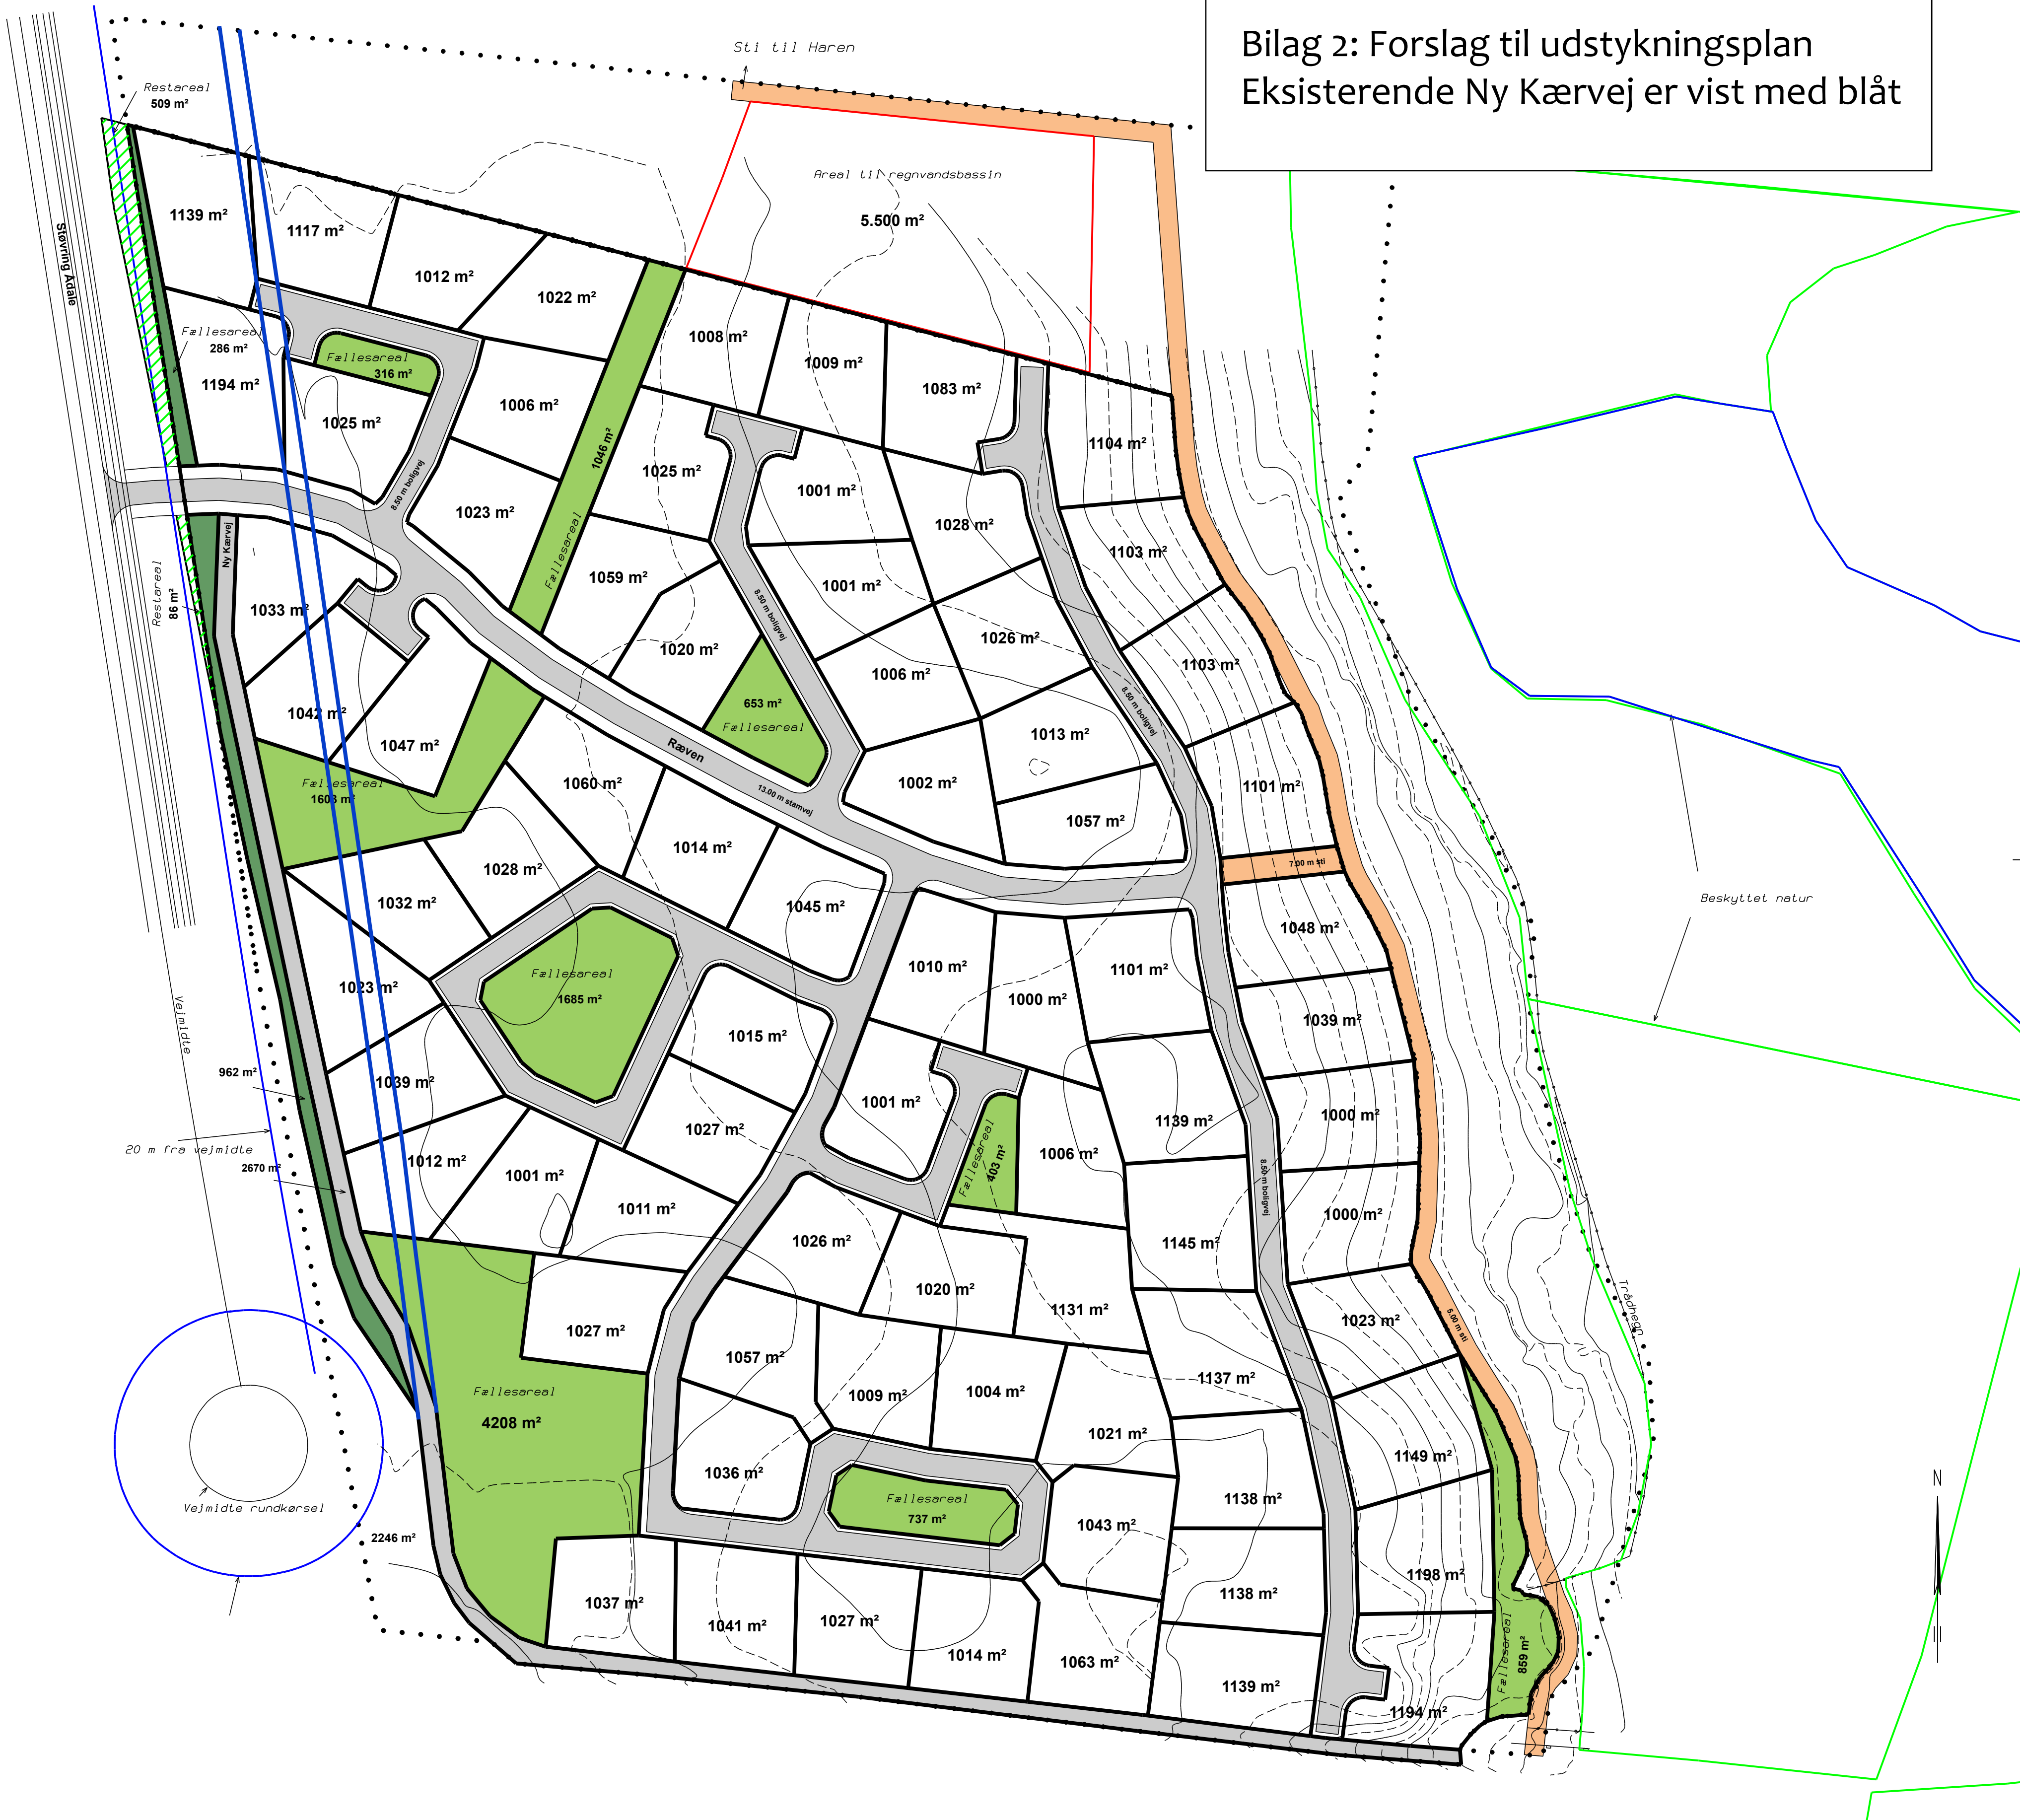 Bilag 2: Forslag til udstykningsplan
Eksisterende Ny Kærvej er vist med blåt
Sti til Haren
Restareal
509 m²
Areal til regnvandsbassin
5.500 m²
Støvring Ådale
1139 m²
1117 m²
1012 m²
1022 m²
Fællesareal
286 m²
1194 m²
Fællesareal
316 m²
1025 m²
1006 m²
1023 m²
8.50 m boligvej
1046 m²
Fællesareal
1008 m²
1009 m²
1083 m²
1104 m²
1025 m²
1001 m²
1028 m²
1103 m²
1059 m²
1001 m²
1026 m²
1103 m²
1020 m²
8.50 m boligvej
1006 m²
8.50 m boligvej
653 m²
Fællesareal
1013 m²
1002 m²
1057 m²
1101 m²
7.00 m sti
Ny Kærvej
Restareal
86 m²
1033 m²
1042 m²
1047 m²
Fællesareal
1603 m²
Ræven
13.00 m stamvej
1060 m²
1014 m²
1045 m²
1028 m²
1032 m²
1023 m²
Fællesareal
1685 m²
1010 m²
1000 m²
1101 m²
1048 m²
1039 m²
1015 m²
1039 m²
1027 m²
1001 m²
1139 m²
1000 m²
Fællesareal
403 m²
1006 m²
8.50 m boligvej
1000 m²
1012 m²
1001 m²
1011 m²
1026 m²
1020 m²
1145 m²
1131 m²
1023 m²
5.00 m sti
Vejmidte
962 m²
20 m fra vejmidte
2670 m²
1027 m²
Fællesareal
4208 m²
1057 m²
1009 m²
1004 m²
1137 m²
1021 m²
1149 m²
1036 m²
Fællesareal
737 m²
1138 m²
1043 m²
Vejmidte rundkørsel
2246 m²
1037 m²
1041 m²
1027 m²
1014 m²
1063 m²
1138 m²
1198 m²
1139 m²
1194 m²
Fællesareal
859 m²
Trådhegn
Beskyttet natur
N